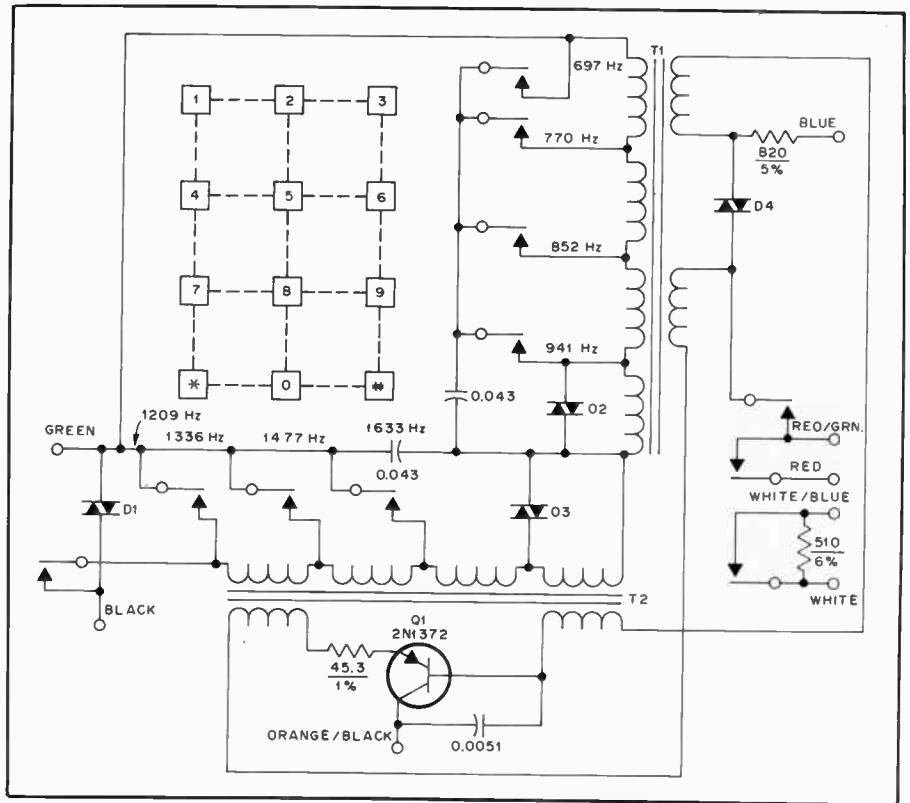 T1
697 Hz
1 2 3
BLUE
770 Hz
820
5%
4 5 6
D4
852 Hz
7 8 9
941 Hz
0.043
D2
* 0 #
1209 Hz
GREEN
1336 Hz
1477 Hz
1633 Hz
0.043
RED/GRN.
RED
WHITE/BLUE
D1
D3
510
6%
WHITE
BLACK
T2
Q1
2N1372
45.3
1%
ORANGE/BLACK
0.0051